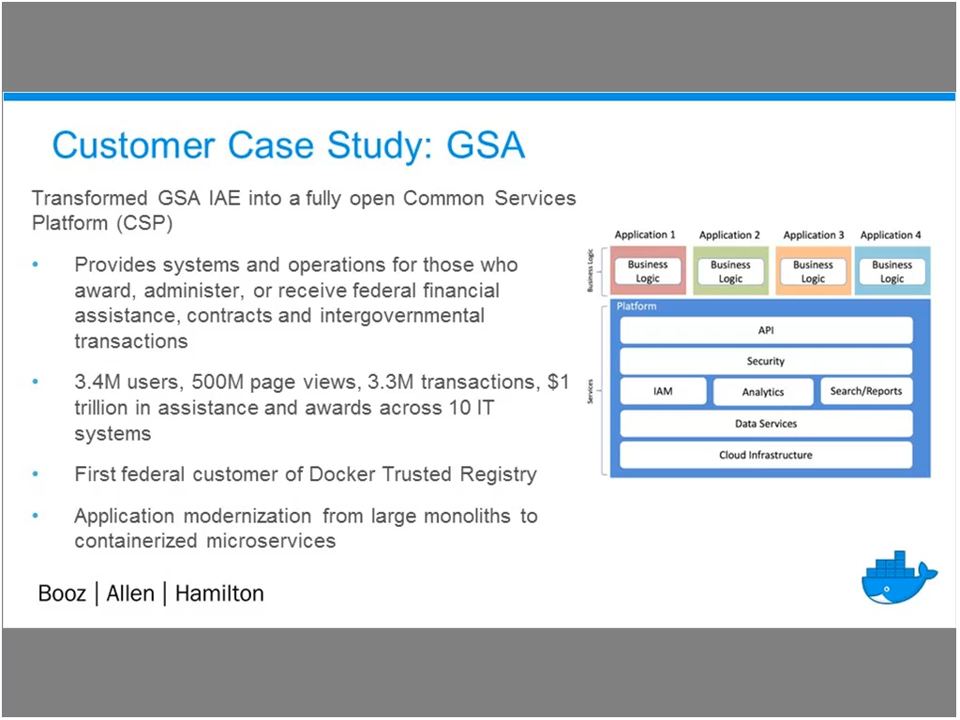 Customer Case Study: GSA
Transformed GSA IAE into a fully open Common Services
Platform (CSP)
• Provides systems and operations for those who
award, administer, or receive federal financial
assistance, contracts and intergovernmental
transactions
• 3.4M users, 500M page views, 3.3M transactions, $1
trillion in assistance and awards across 10 IT
systems
• First federal customer of Docker Trusted Registry
• Application modernization from large monoliths to
containerized microservices
Booz | Allen | Hamilton
Application 1 Application 2 Application 3 Application 4
Business Logic
Business Business Business Business
Logic Logic Logic Logic
Platform
Services
API
Security
IAM Analytics Search/Reports
Data Services
Cloud Infrastructure